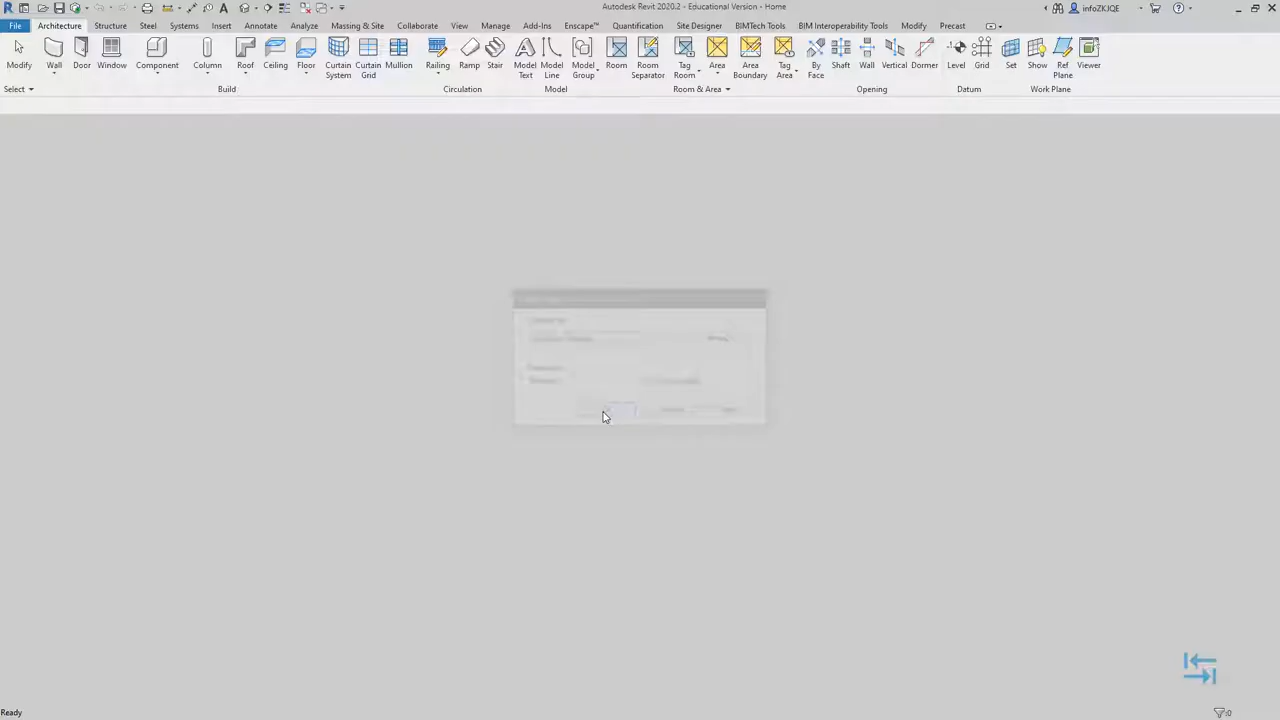 Autodesk Revit 2020.2 - Educational Version - Home
infoZKJQE
File Architecture Structure Steel Systems Insert Annotate Analyze Massing & Site Collaborate View Manage Add-Ins Enscape™ Quantification Site Designer BIMTech Tools BIM Interoperability Tools Modify Precast
Modify Wall Door Window Component Column Roof Ceiling Floor Curtain System Curtain Grid Mullion Railing Ramp Stair Model Text Model Line Model Group Room Room Separator Tag Room Area Area Boundary Tag Area By Face Shaft Wall Vertical Dormer Level Grid Set Show Ref Plane Viewer
Select Build Circulation Model Room & Area Opening Datum Work Plane
Ready
:0